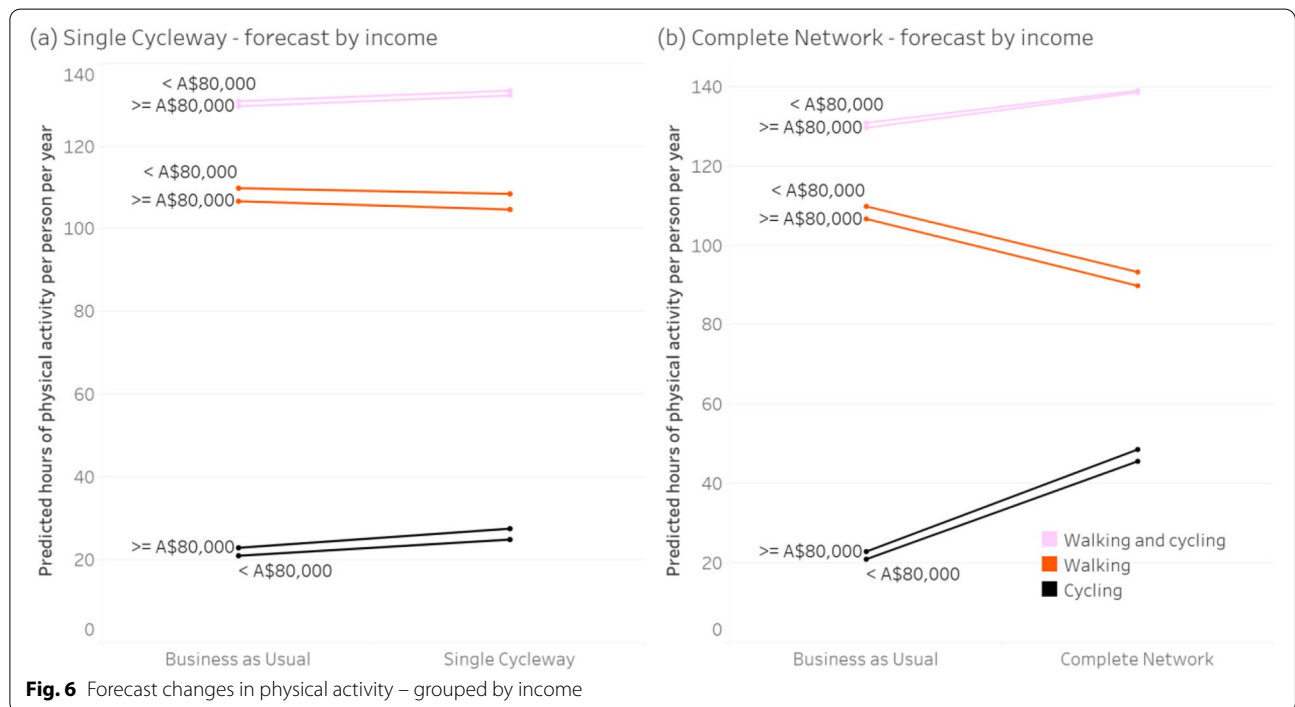 (a) Single Cycleway - forecast by income
Predicted hours of physical activity per person per year
140
120
100
80
60
40
20
0
< A$80,000
>= A$80,000
< A$80,000
>= A$80,000
>= A$80,000
< A$80,000
Business as Usual
Single Cycleway
(b) Complete Network - forecast by income
Predicted hours of physical activity per person per year
140
120
100
80
60
40
20
0
< A$80,000
>= A$80,000
< A$80,000
>= A$80,000
>= A$80,000
< A$80,000
Walking and cycling
Walking
Cycling
Business as Usual
Complete Network
Fig. 6 Forecast changes in physical activity – grouped by income